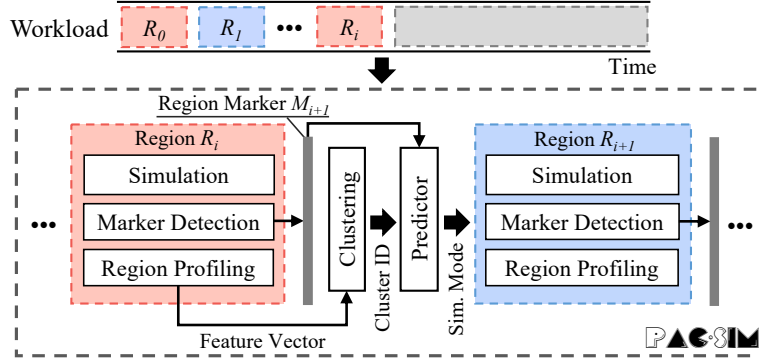 Workload R₀ R₁ ••• Rᵢ
Time
Region Marker Mᵢ₊₁
Region Rᵢ
Simulation
Marker Detection
Region Profiling
•••
Clustering
Cluster ID
Predictor
Sim. Mode
Region Rᵢ₊₁
Simulation
Marker Detection
Region Profiling
•••
Feature Vector
PAC-SIM